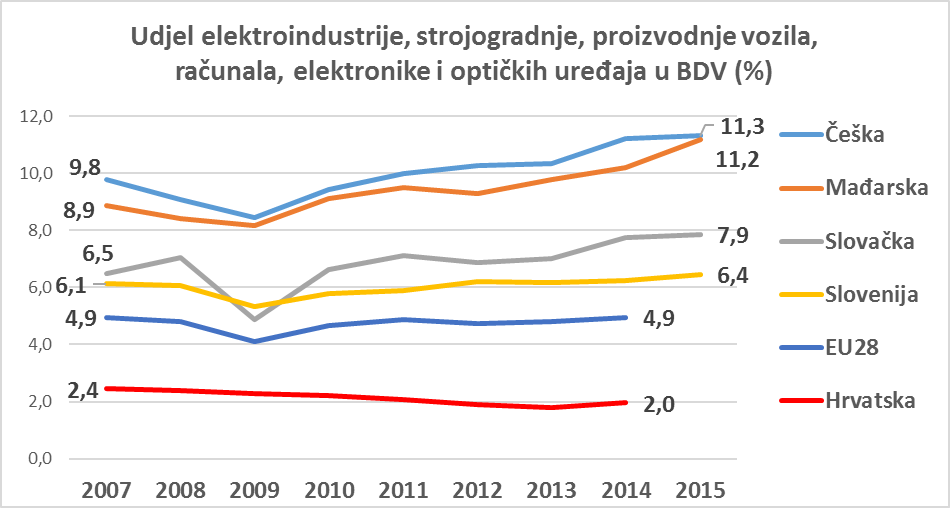 Udjel elektroindustrije, strojogradnje, proizvodnje vozila,
računala, elektronike i optičkih uređaja u BDV (%)
12,0
10,0
8,0
6,0
4,0
2,0
0,0
9,8
8,9
6,5
6,1
4,9
2,4
11,3
11,2
7,9
6,4
4,9
2,0
Češka
Mađarska
Slovačka
Slovenija
EU28
Hrvatska
2007 2008 2009 2010 2011 2012 2013 2014 2015